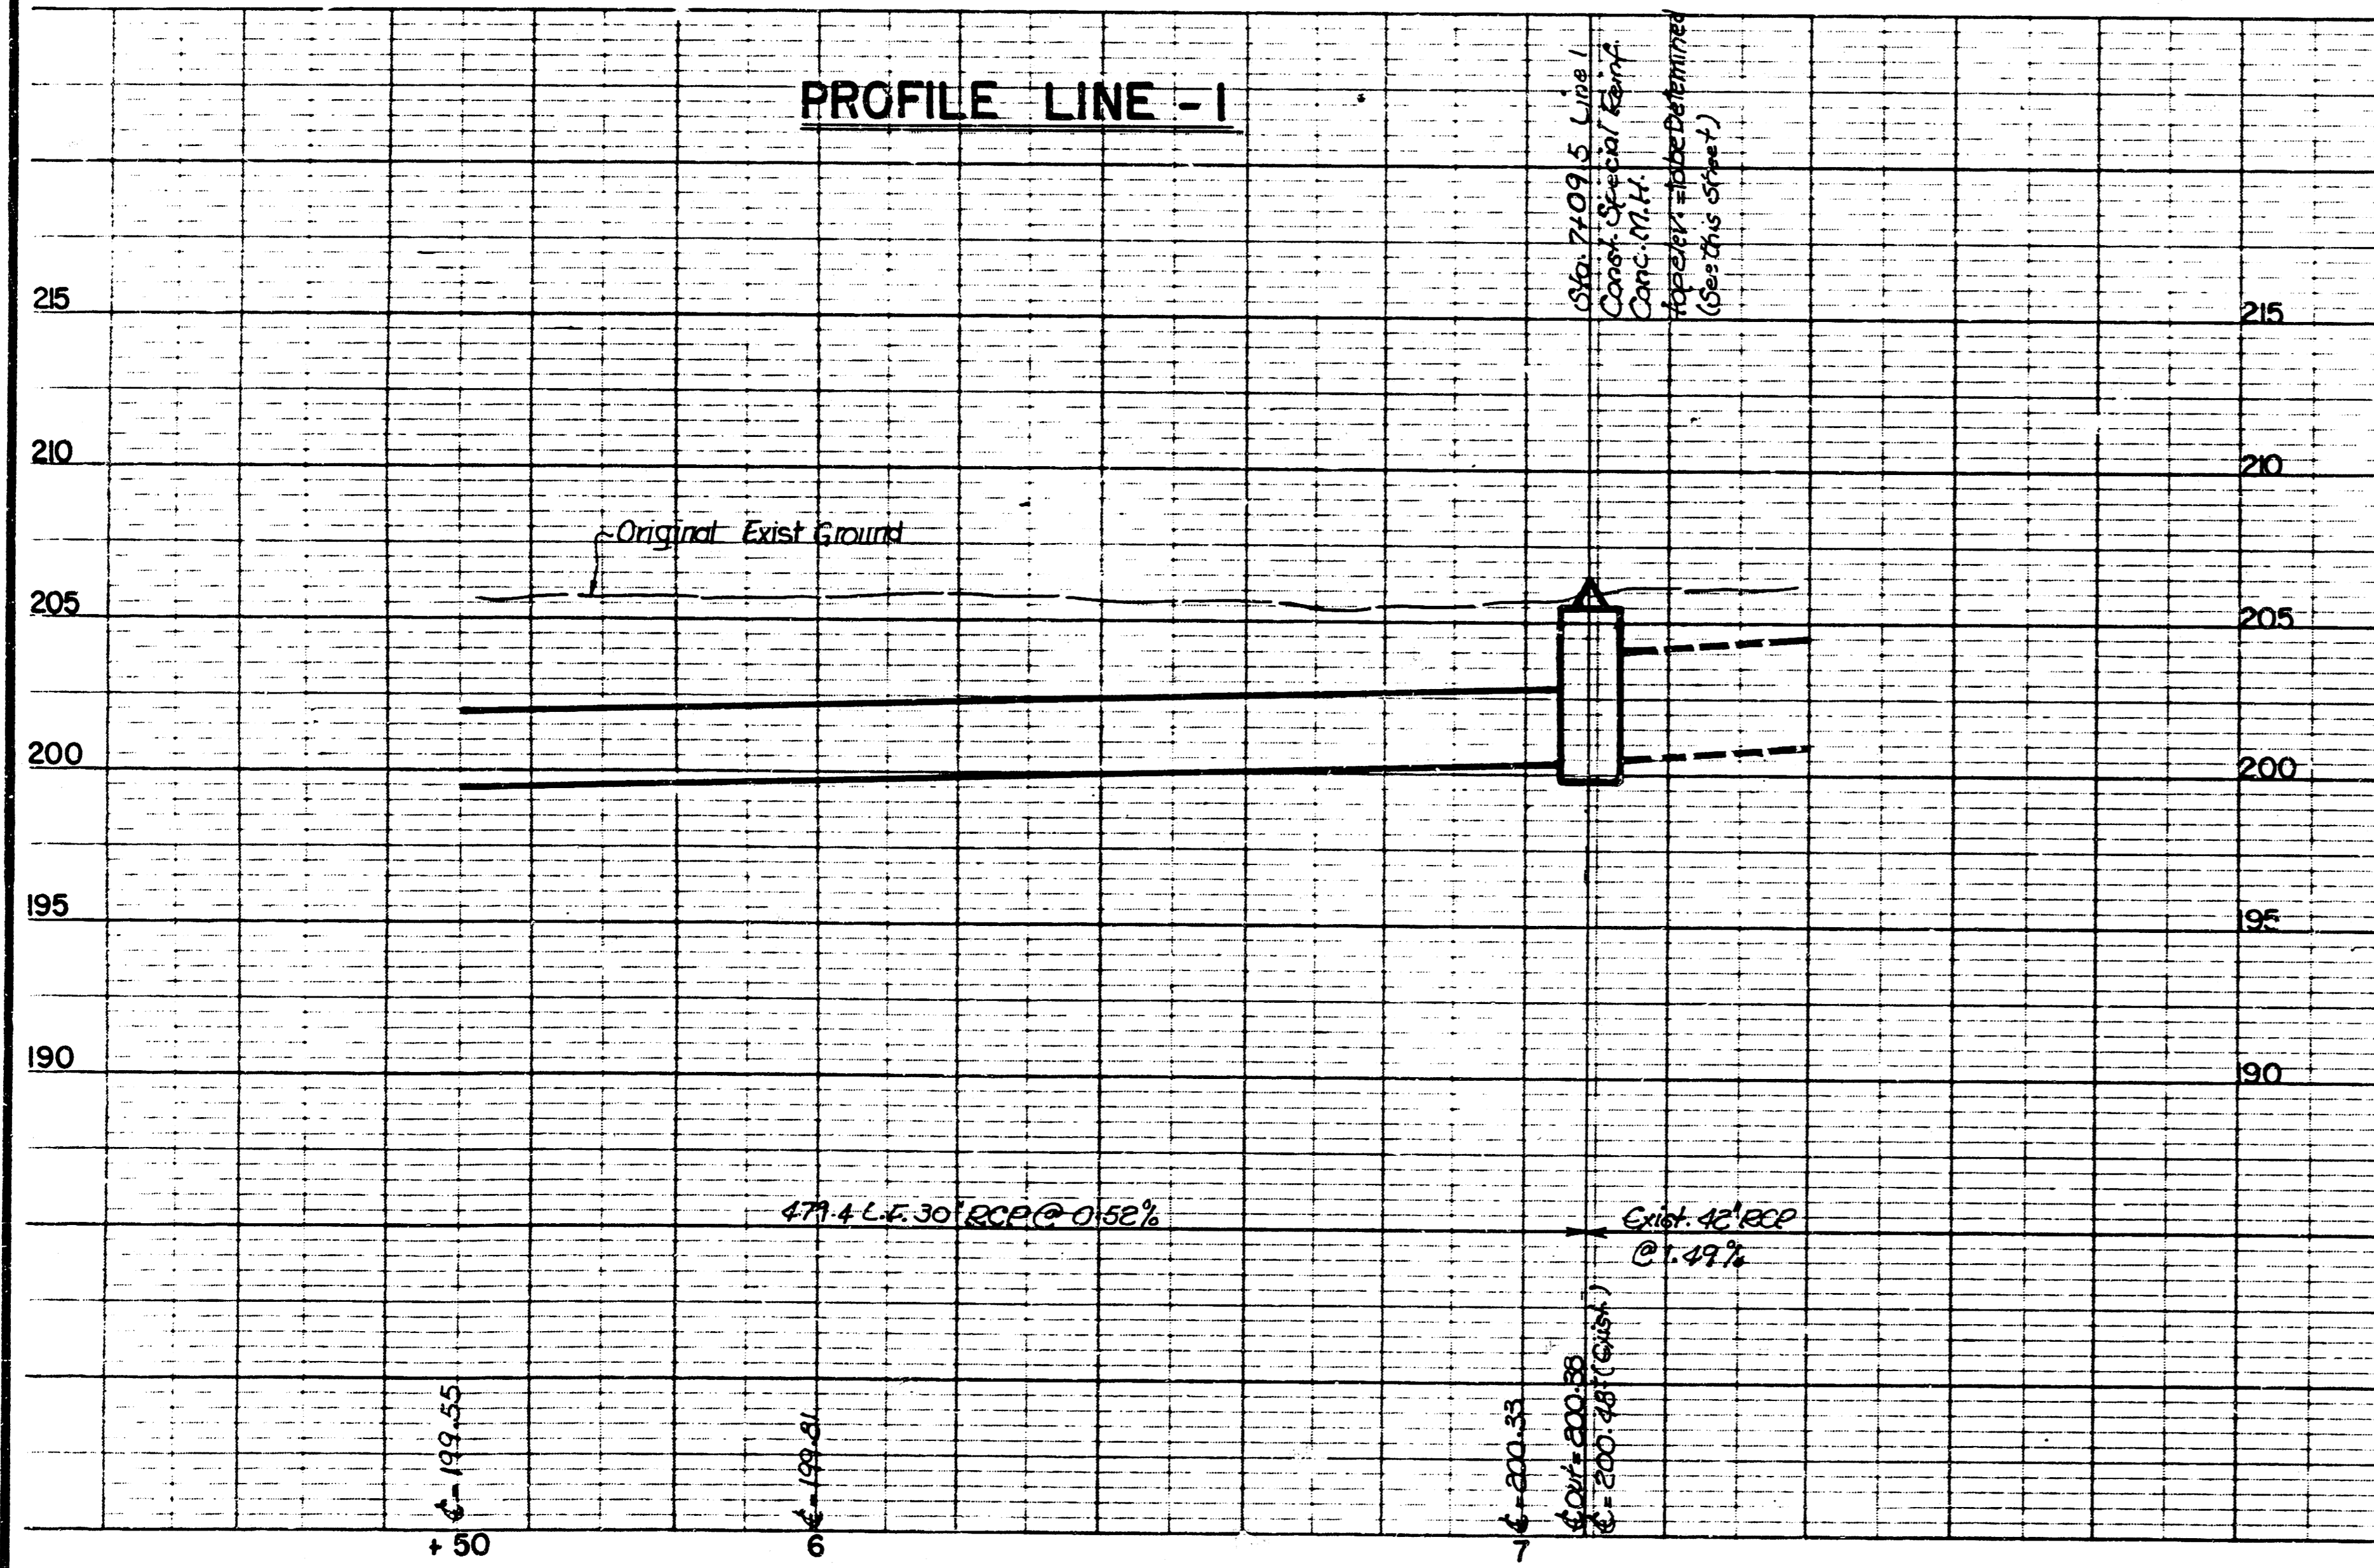 PROFILE LINE - 1
Sta. 7+09.5 Line 1
Const. Special Reinf.
Conc. M.H.
Top elev. = To be Determined
(See this Sheet)
215
215
210
210
Original Exist Ground
205
205
200
200
195
195
190
190
479.4 L.F. 30" RCP @ 0.52%
Exist. 42" RCP
@ 1.49%
℄ = 199.55
℄ = 199.81
℄ = 200.33
℄ out = 200.38
℄ = 200.48± (Exist.)
+ 50
6
7